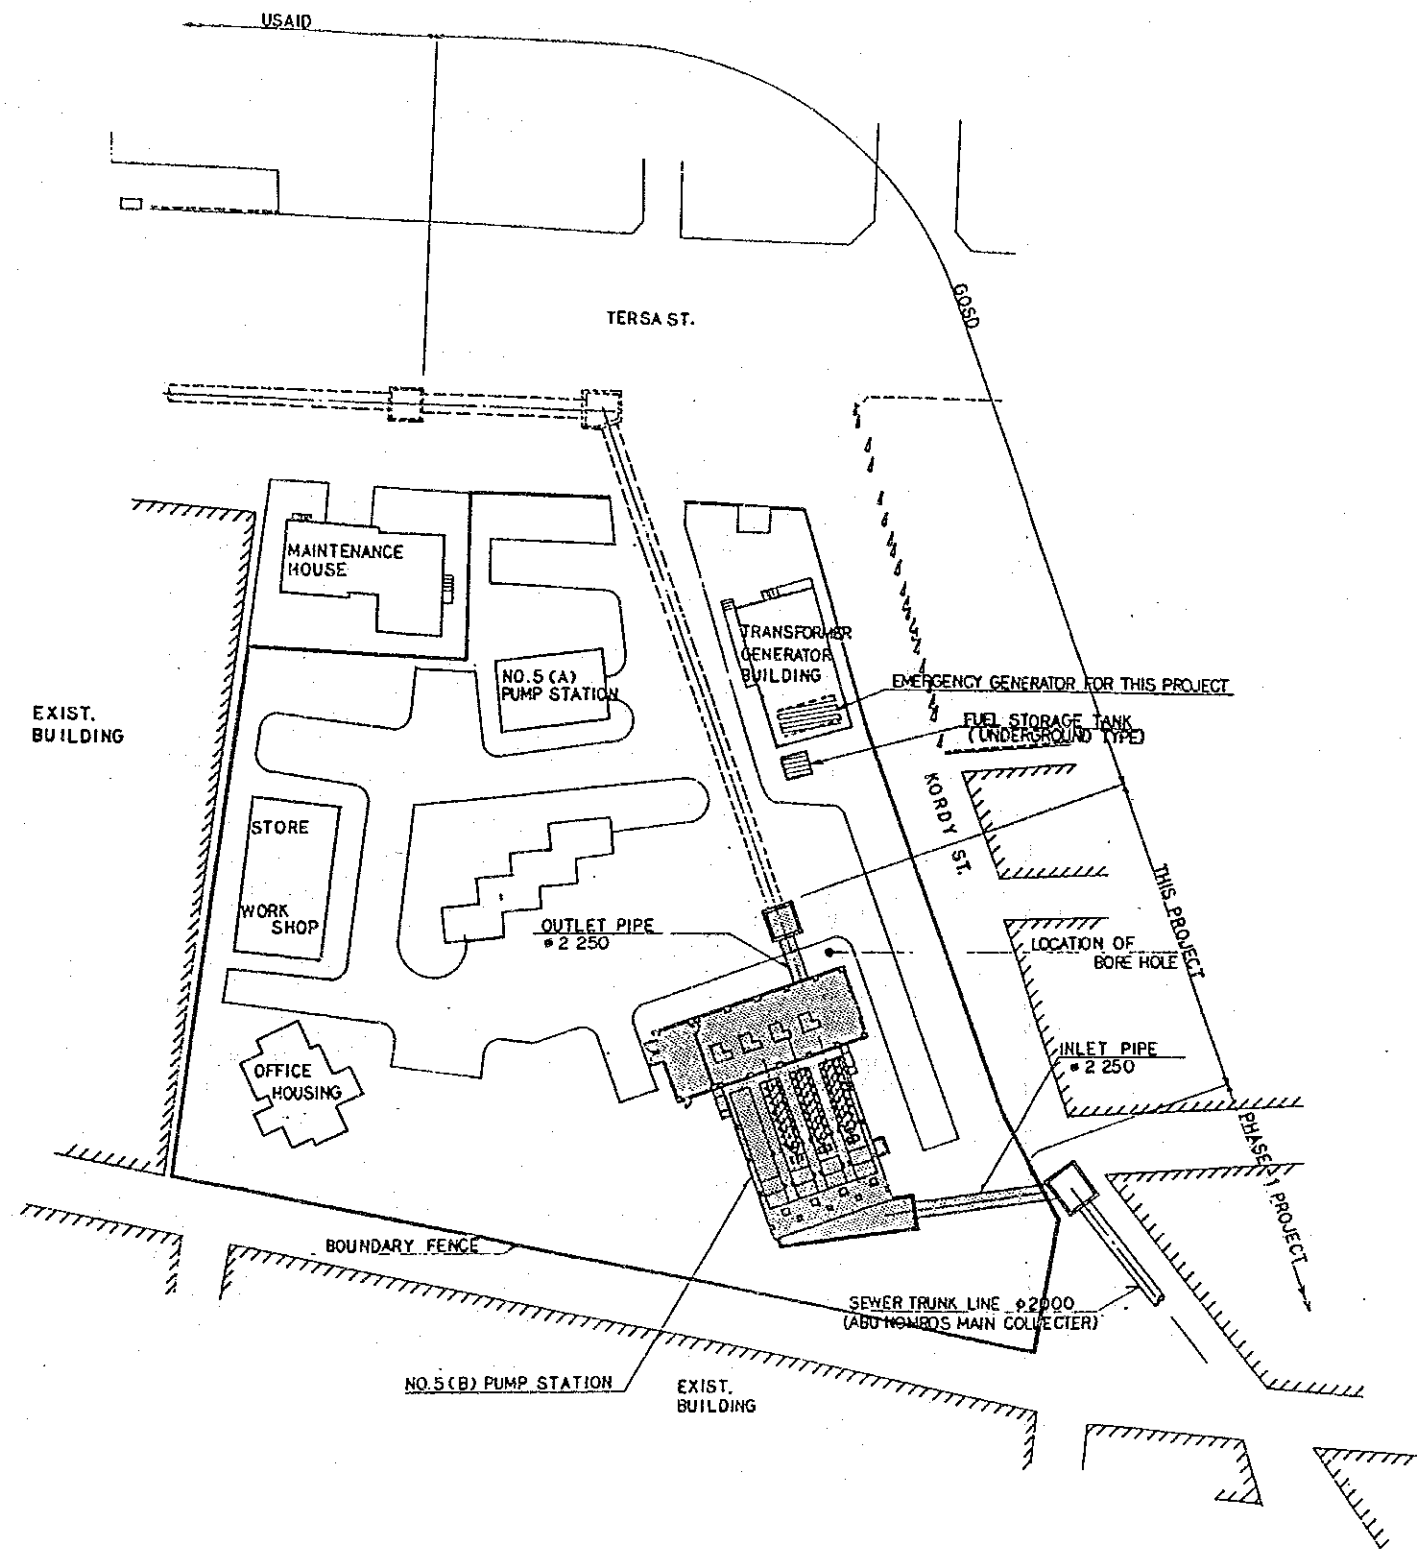 USAID
GOSD
TERSA ST.
MAINTENANCE
HOUSE
TRANSFORMER
GENERATOR
BUILDING
NO.5(A)
PUMP STATION
EMERGENCY GENERATOR FOR THIS PROJECT
FUEL STORAGE TANK
(UNDERGROUND TYPE)
EXIST.
BUILDING
KORDY ST.
STORE
WORK
SHOP
THIS PROJECT
OUTLET PIPE
ø2 250
LOCATION OF
BORE HOLE
INLET PIPE
ø2 250
OFFICE
HOUSING
PHASE-1 PROJECT
BOUNDARY FENCE
SEWER TRUNK LINE ø2000
(ABU NOMROS MAIN COLLECTER)
NO.5(B) PUMP STATION
EXIST.
BUILDING